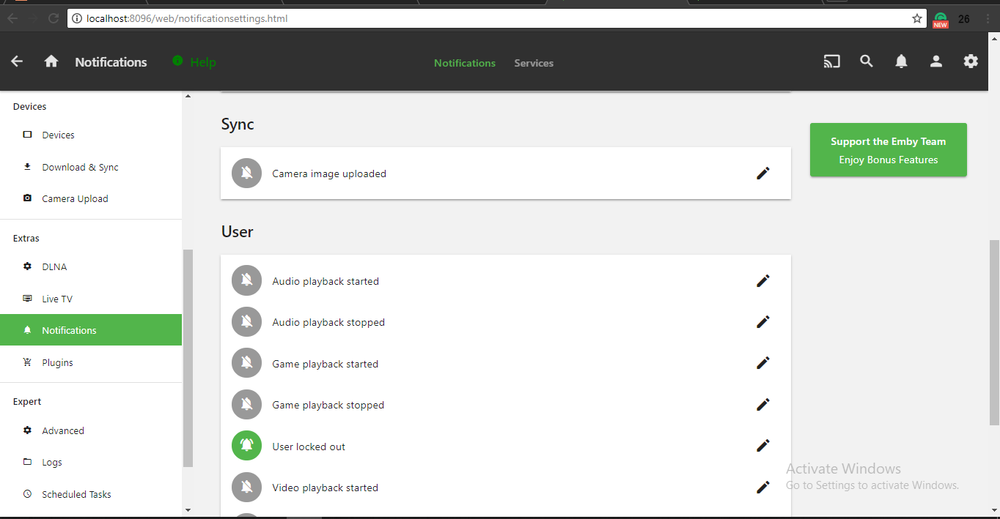 localhost:8096/web/notificationsettings.html
NEW
26
Notifications
Help
Notifications
Services
Devices
Devices
Download & Sync
Camera Upload
Extras
DLNA
Live TV
Notifications
Plugins
Expert
Advanced
Logs
Scheduled Tasks
Sync
Camera image uploaded
User
Audio playback started
Audio playback stopped
Game playback started
Game playback stopped
User locked out
Video playback started
Support the Emby Team
Enjoy Bonus Features
Activate Windows
Go to Settings to activate Windows.